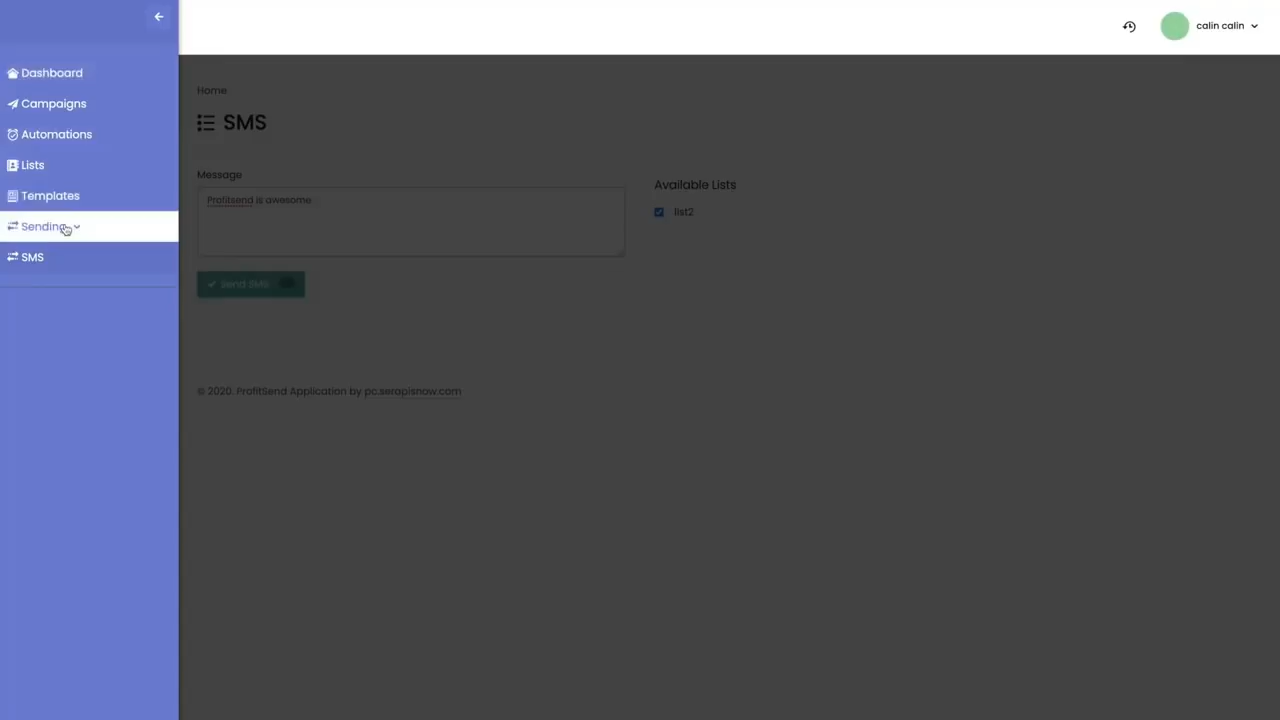 calin calin
Dashboard
Campaigns
Automations
Lists
Templates
Sending
SMS
Home
SMS
Message
Profitsend is awesome
Send SMS
Available Lists
list2
© 2020. ProfitSend Application by pc.serapisnow.com